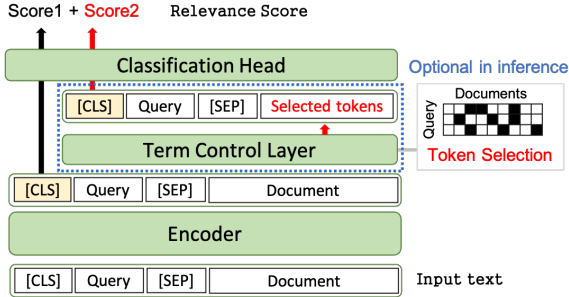 Score1 + Score2 Relevance Score
Classification Head
Optional in inference
[CLS] Query [SEP] Selected tokens
Documents
Query
Term Control Layer
Token Selection
[CLS] Query [SEP] Document
Encoder
[CLS] Query [SEP] Document
Input text